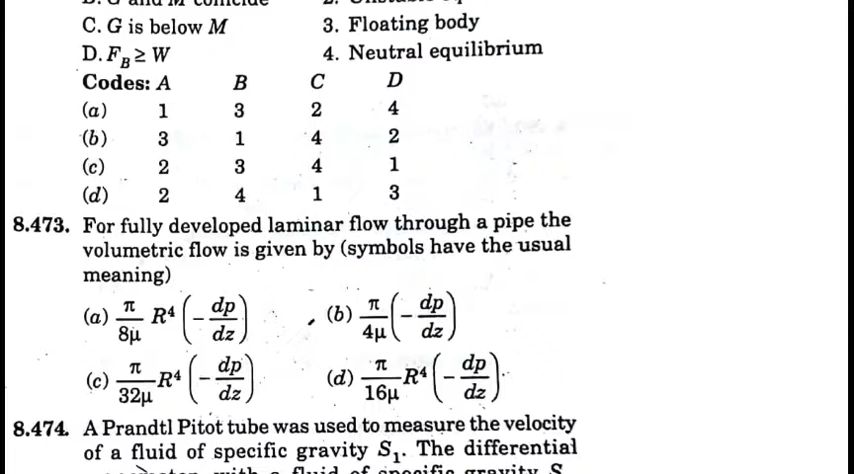 C. G is below M 3. Floating body
D. F_B ≥ W 4. Neutral equilibrium
Codes: A B C D
(a) 1 3 2 4
(b) 3 1 4 2
(c) 2 3 4 1
(d) 2 4 1 3
8.473. For fully developed laminar flow through a pipe the
volumetric flow is given by (symbols have the usual
meaning)
(a) π/8μ R⁴ (− dp/dz) (b) π/4μ (− dp/dz)
(c) π/32μ R⁴ (− dp/dz) (d) π/16μ R⁴ (− dp/dz).
8.474. A Prandtl Pitot tube was used to measure the velocity
of a fluid of specific gravity S₁. The differential